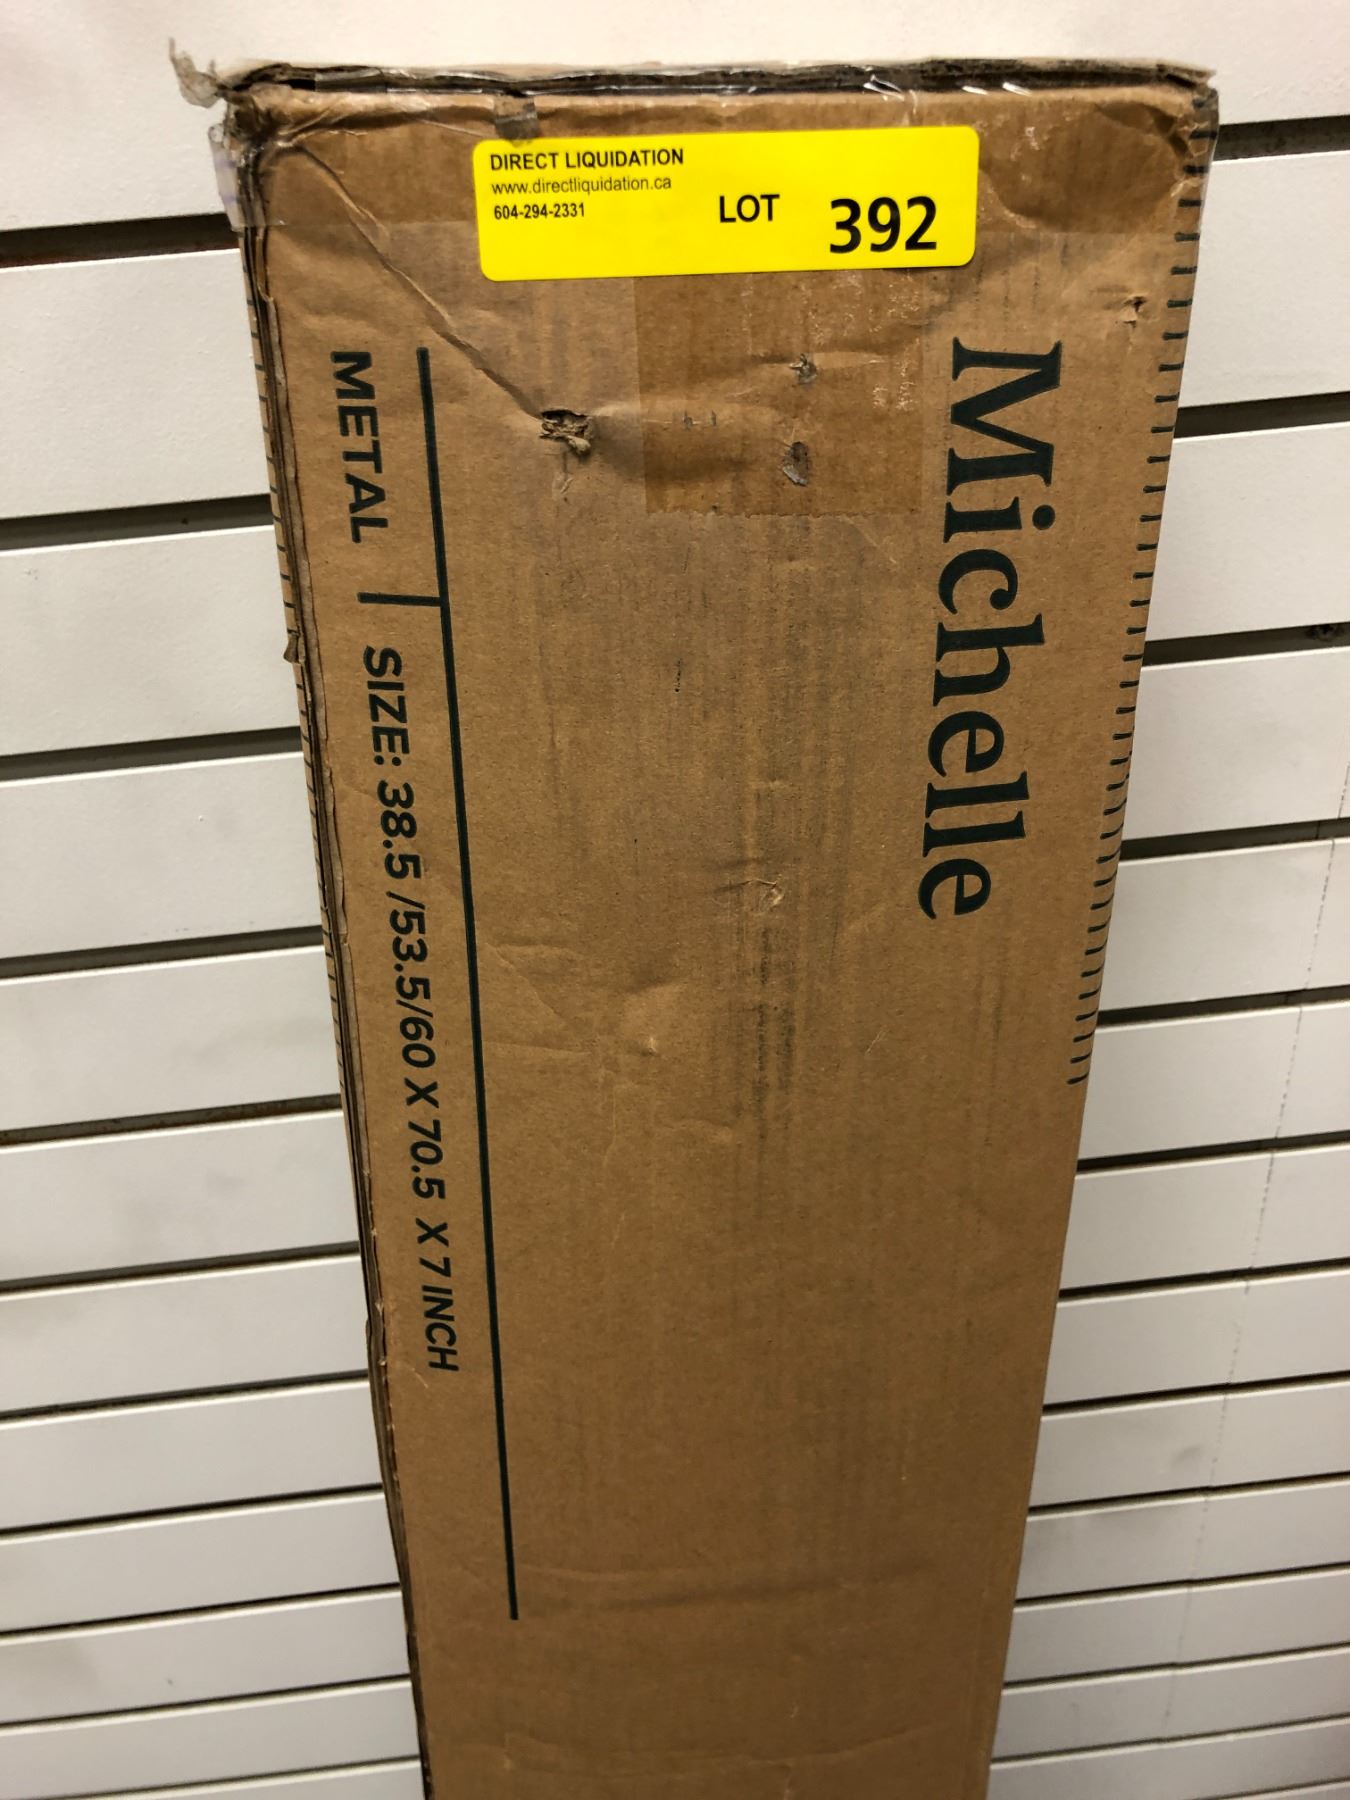 DIRECT LIQUIDATION
www.directliquidation.ca
604-294-2331
LOT 392
Michelle
METAL
SIZE: 38.5 /53.5/60 X 70.5 X 7 INCH